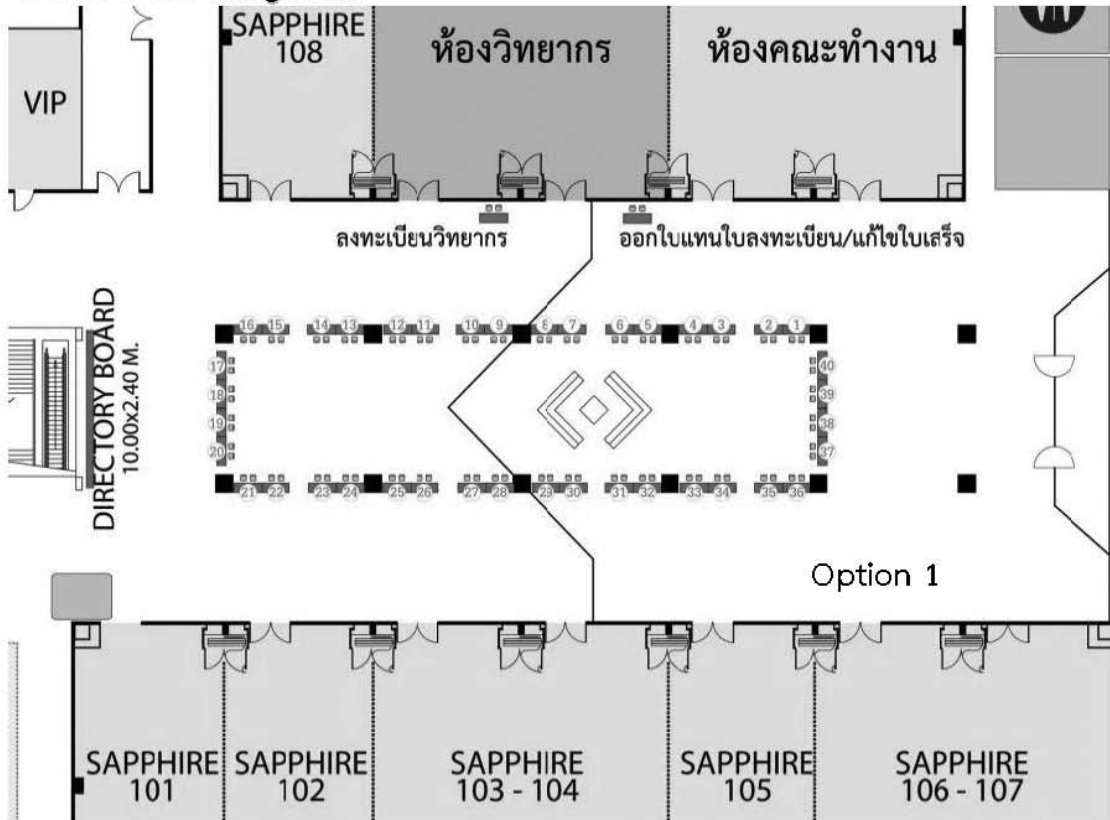 SAPPHIRE
108
ห้องวิทยากร
ห้องคณะทำงาน
VIP
ลงทะเบียนวิทยากร
ออกใบแทนใบลงทะเบียน/แก้ไขใบเสร็จ
DIRECTORY BOARD
10.00x2.40 M.
16 15 14 13 12 11 10 9 8 7 6 5 4 3 2 1
17
18
19
20
40
39
38
37
21 22 23 24 25 26 27 28 29 30 31 32 33 34 35 36
Option 1
SAPPHIRE
101
SAPPHIRE
102
SAPPHIRE
103 - 104
SAPPHIRE
105
SAPPHIRE
106 - 107